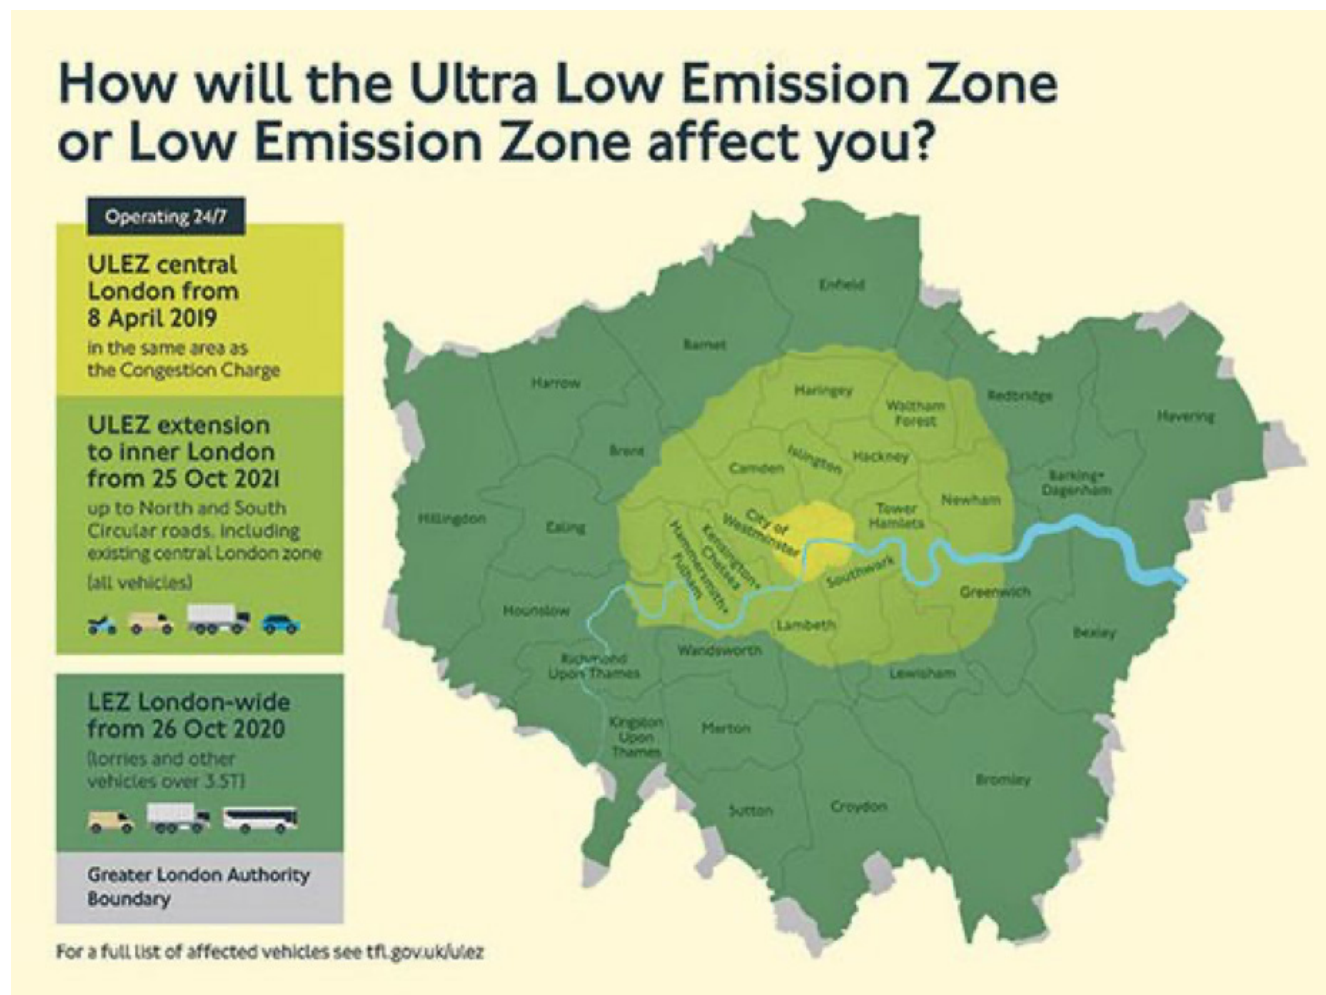 How will the Ultra Low Emission Zone
or Low Emission Zone affect you?
Operating 24/7
ULEZ central
London from
8 April 2019
in the same area as
the Congestion Charge
ULEZ extension
to inner London
from 25 Oct 2021
up to North and South
Circular roads, including
existing central London zone
(all vehicles)
LEZ London-wide
from 26 Oct 2020
(lorries and other
vehicles over 3.5T)
Greater London Authority
Boundary
For a full list of affected vehicles see tfl.gov.uk/ulez
Enfield
Barnet
Harrow
Haringey
Waltham
Forest
Redbridge
Havering
Brent
Camden
Islington
Hackney
Barking+
Dagenham
Hillingdon
Ealing
City of
Westminster
Tower
Hamlets
Newham
Kensington+
Chelsea
Hammersmith+
Fulham
Southwark
Greenwich
Hounslow
Lambeth
Bexley
Richmond
Upon Thames
Wandsworth
Lewisham
Kingston
Upon
Thames
Merton
Bromley
Sutton
Croydon